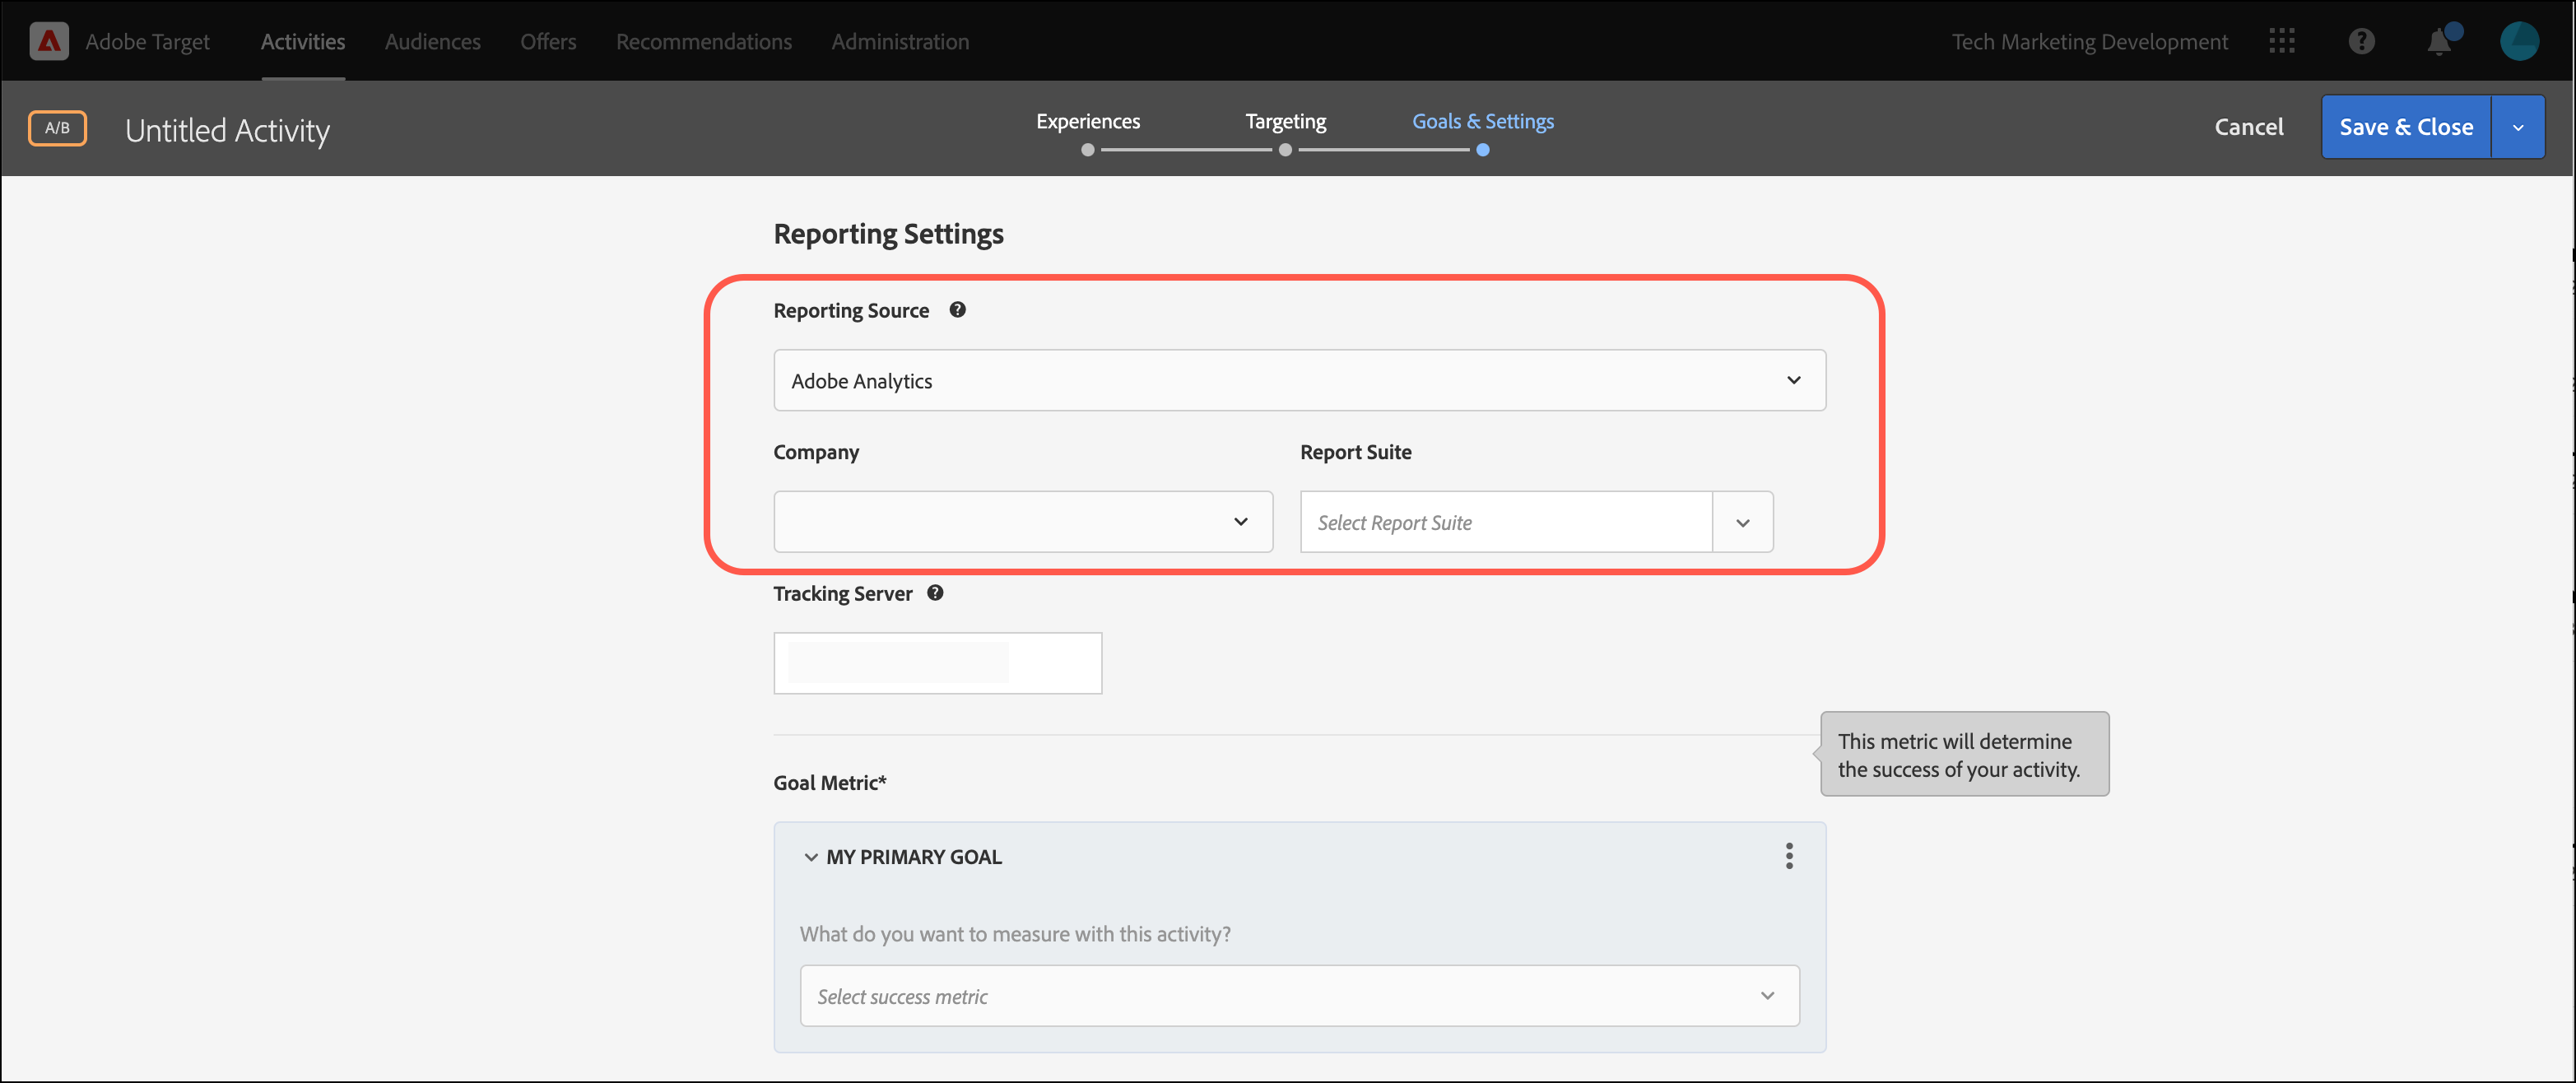 Adobe Target Activities Audiences Offers Recommendations Administration Tech Marketing Development
A/B Untitled Activity Experiences Targeting Goals & Settings Cancel Save & Close
Reporting Settings
Reporting Source
Adobe Analytics
Company Report Suite
Select Report Suite
Tracking Server
This metric will determine
the success of your activity.
Goal Metric*
MY PRIMARY GOAL
What do you want to measure with this activity?
Select success metric